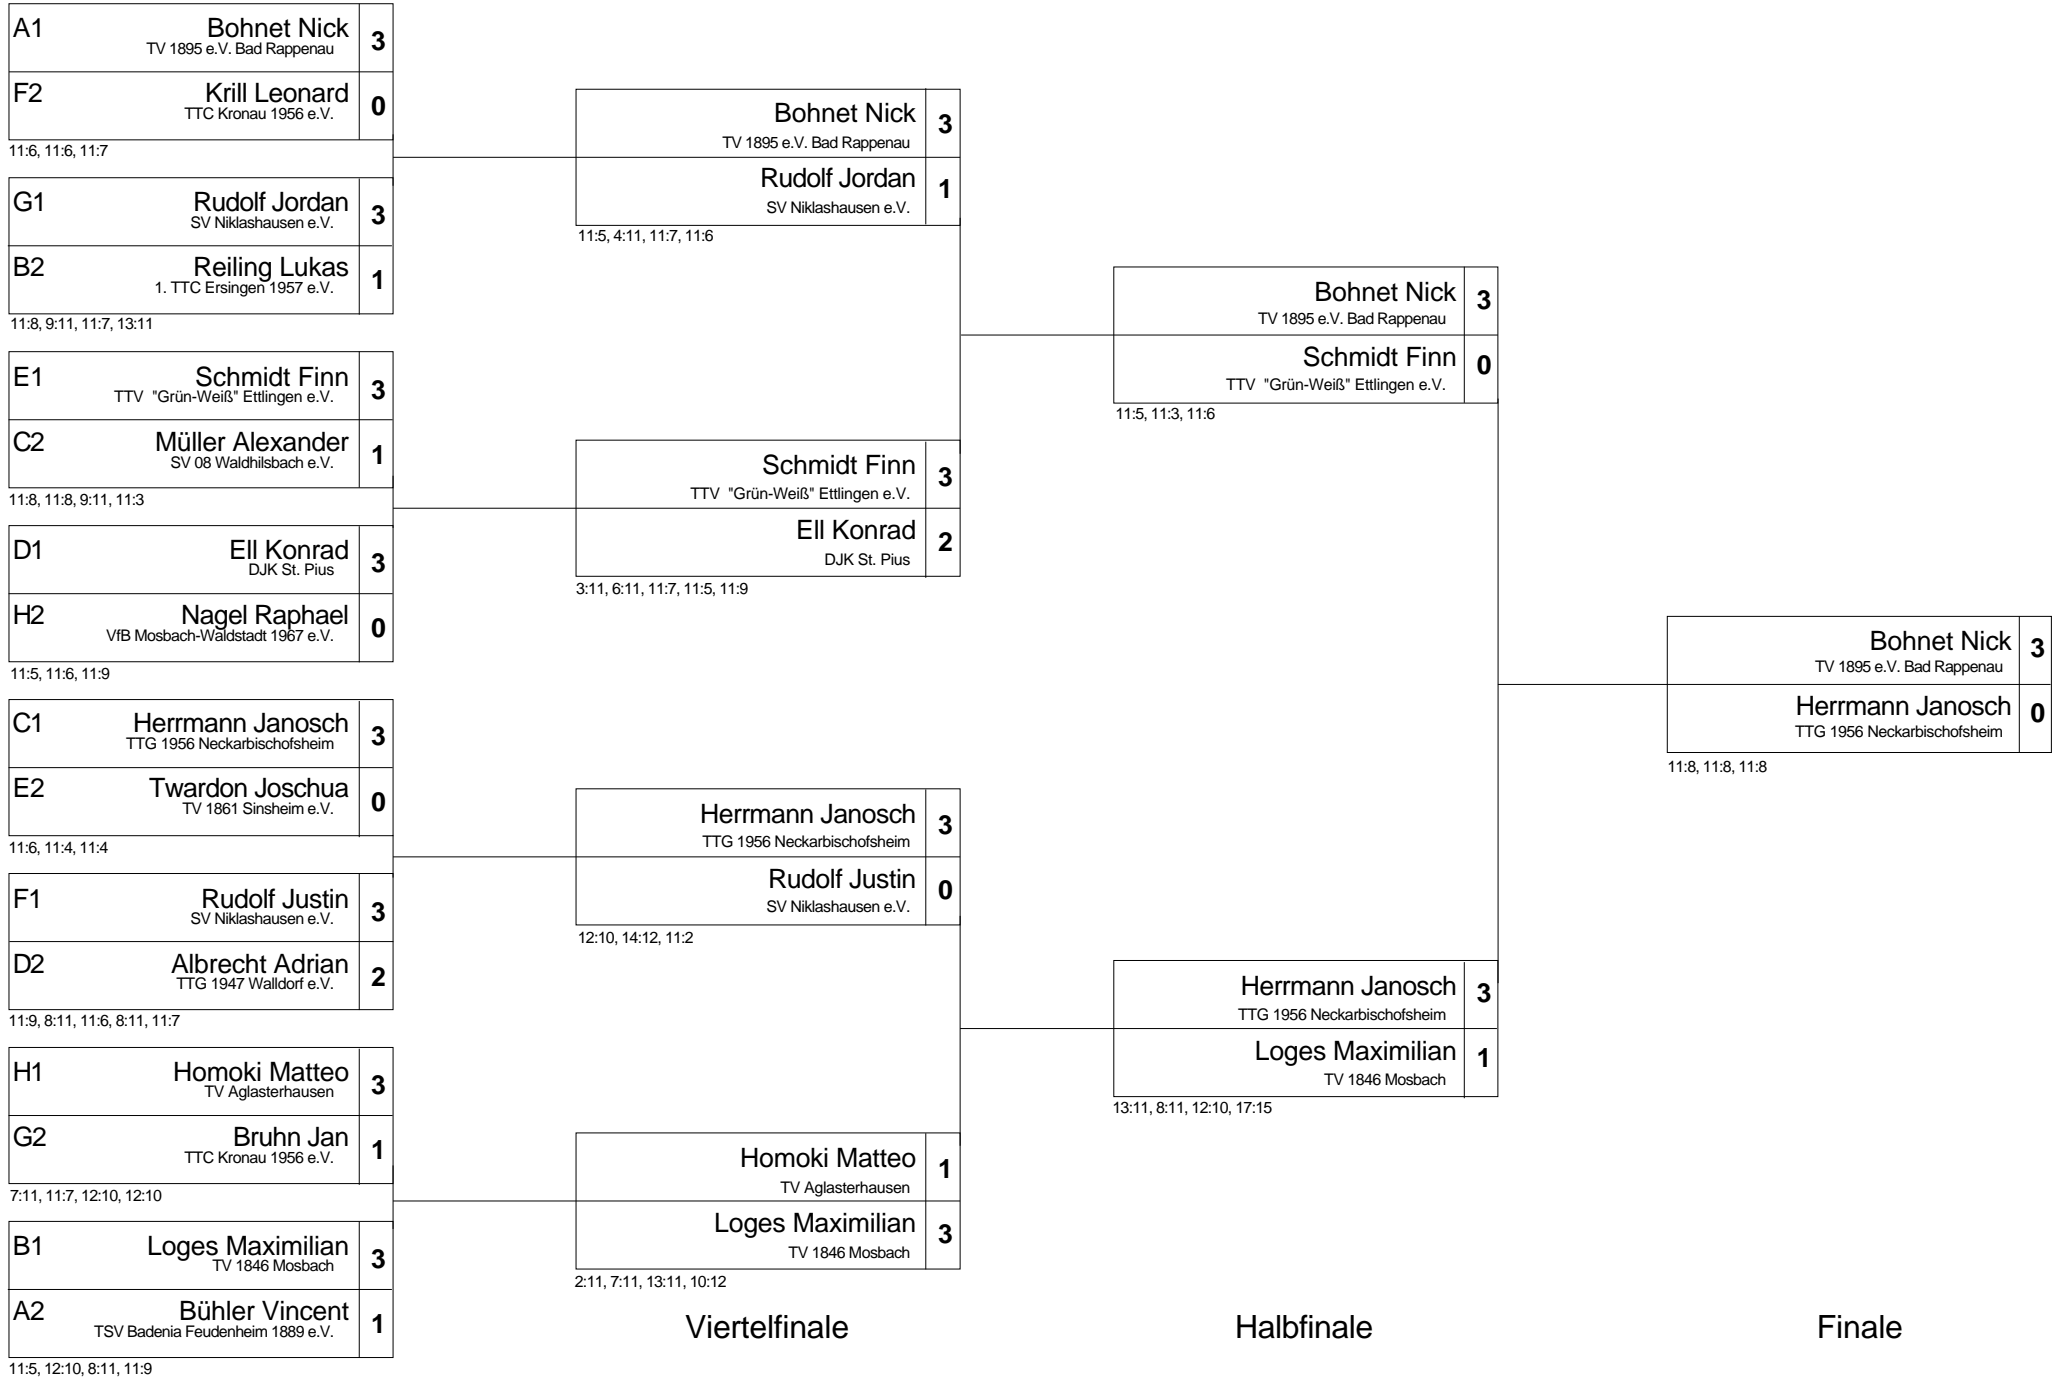 A1 Bohnet Nick 3
TV 1895 e.V. Bad Rappenau
F2 Krill Leonard 0
TTC Kronau 1956 e.V.
11:6, 11:6, 11:7
G1 Rudolf Jordan 3
SV Niklashausen e.V.
B2 Reiling Lukas 1
1. TTC Ersingen 1957 e.V.
11:8, 9:11, 11:7, 13:11
E1 Schmidt Finn 3
TTV "Grün-Weiß" Ettlingen e.V.
C2 Müller Alexander 1
SV 08 Waldhilsbach e.V.
11:8, 11:8, 9:11, 11:3
D1 Ell Konrad 3
DJK St. Pius
H2 Nagel Raphael 0
VfB Mosbach-Waldstadt 1967 e.V.
11:5, 11:6, 11:9
C1 Herrmann Janosch 3
TTG 1956 Neckarbischofsheim
E2 Twardon Joschua 0
TV 1861 Sinsheim e.V.
11:6, 11:4, 11:4
F1 Rudolf Justin 3
SV Niklashausen e.V.
D2 Albrecht Adrian 2
TTG 1947 Walldorf e.V.
11:9, 8:11, 11:6, 8:11, 11:7
H1 Homoki Matteo 3
TV Aglasterhausen
G2 Bruhn Jan 1
TTC Kronau 1956 e.V.
7:11, 11:7, 12:10, 12:10
B1 Loges Maximilian 3
TV 1846 Mosbach
A2 Bühler Vincent 1
TSV Badenia Feudenheim 1889 e.V.
11:5, 12:10, 8:11, 11:9
Bohnet Nick 3
TV 1895 e.V. Bad Rappenau
Rudolf Jordan 1
SV Niklashausen e.V.
11:5, 4:11, 11:7, 11:6
Schmidt Finn 3
TTV "Grün-Weiß" Ettlingen e.V.
Ell Konrad 2
DJK St. Pius
3:11, 6:11, 11:7, 11:5, 11:9
Herrmann Janosch 3
TTG 1956 Neckarbischofsheim
Rudolf Justin 0
SV Niklashausen e.V.
12:10, 14:12, 11:2
Homoki Matteo 1
TV Aglasterhausen
Loges Maximilian 3
TV 1846 Mosbach
2:11, 7:11, 13:11, 10:12
Viertelfinale
Bohnet Nick 3
TV 1895 e.V. Bad Rappenau
Schmidt Finn 0
TTV "Grün-Weiß" Ettlingen e.V.
11:5, 11:3, 11:6
Herrmann Janosch 3
TTG 1956 Neckarbischofsheim
Loges Maximilian 1
TV 1846 Mosbach
13:11, 8:11, 12:10, 17:15
Halbfinale
Bohnet Nick 3
TV 1895 e.V. Bad Rappenau
Herrmann Janosch 0
TTG 1956 Neckarbischofsheim
11:8, 11:8, 11:8
Finale